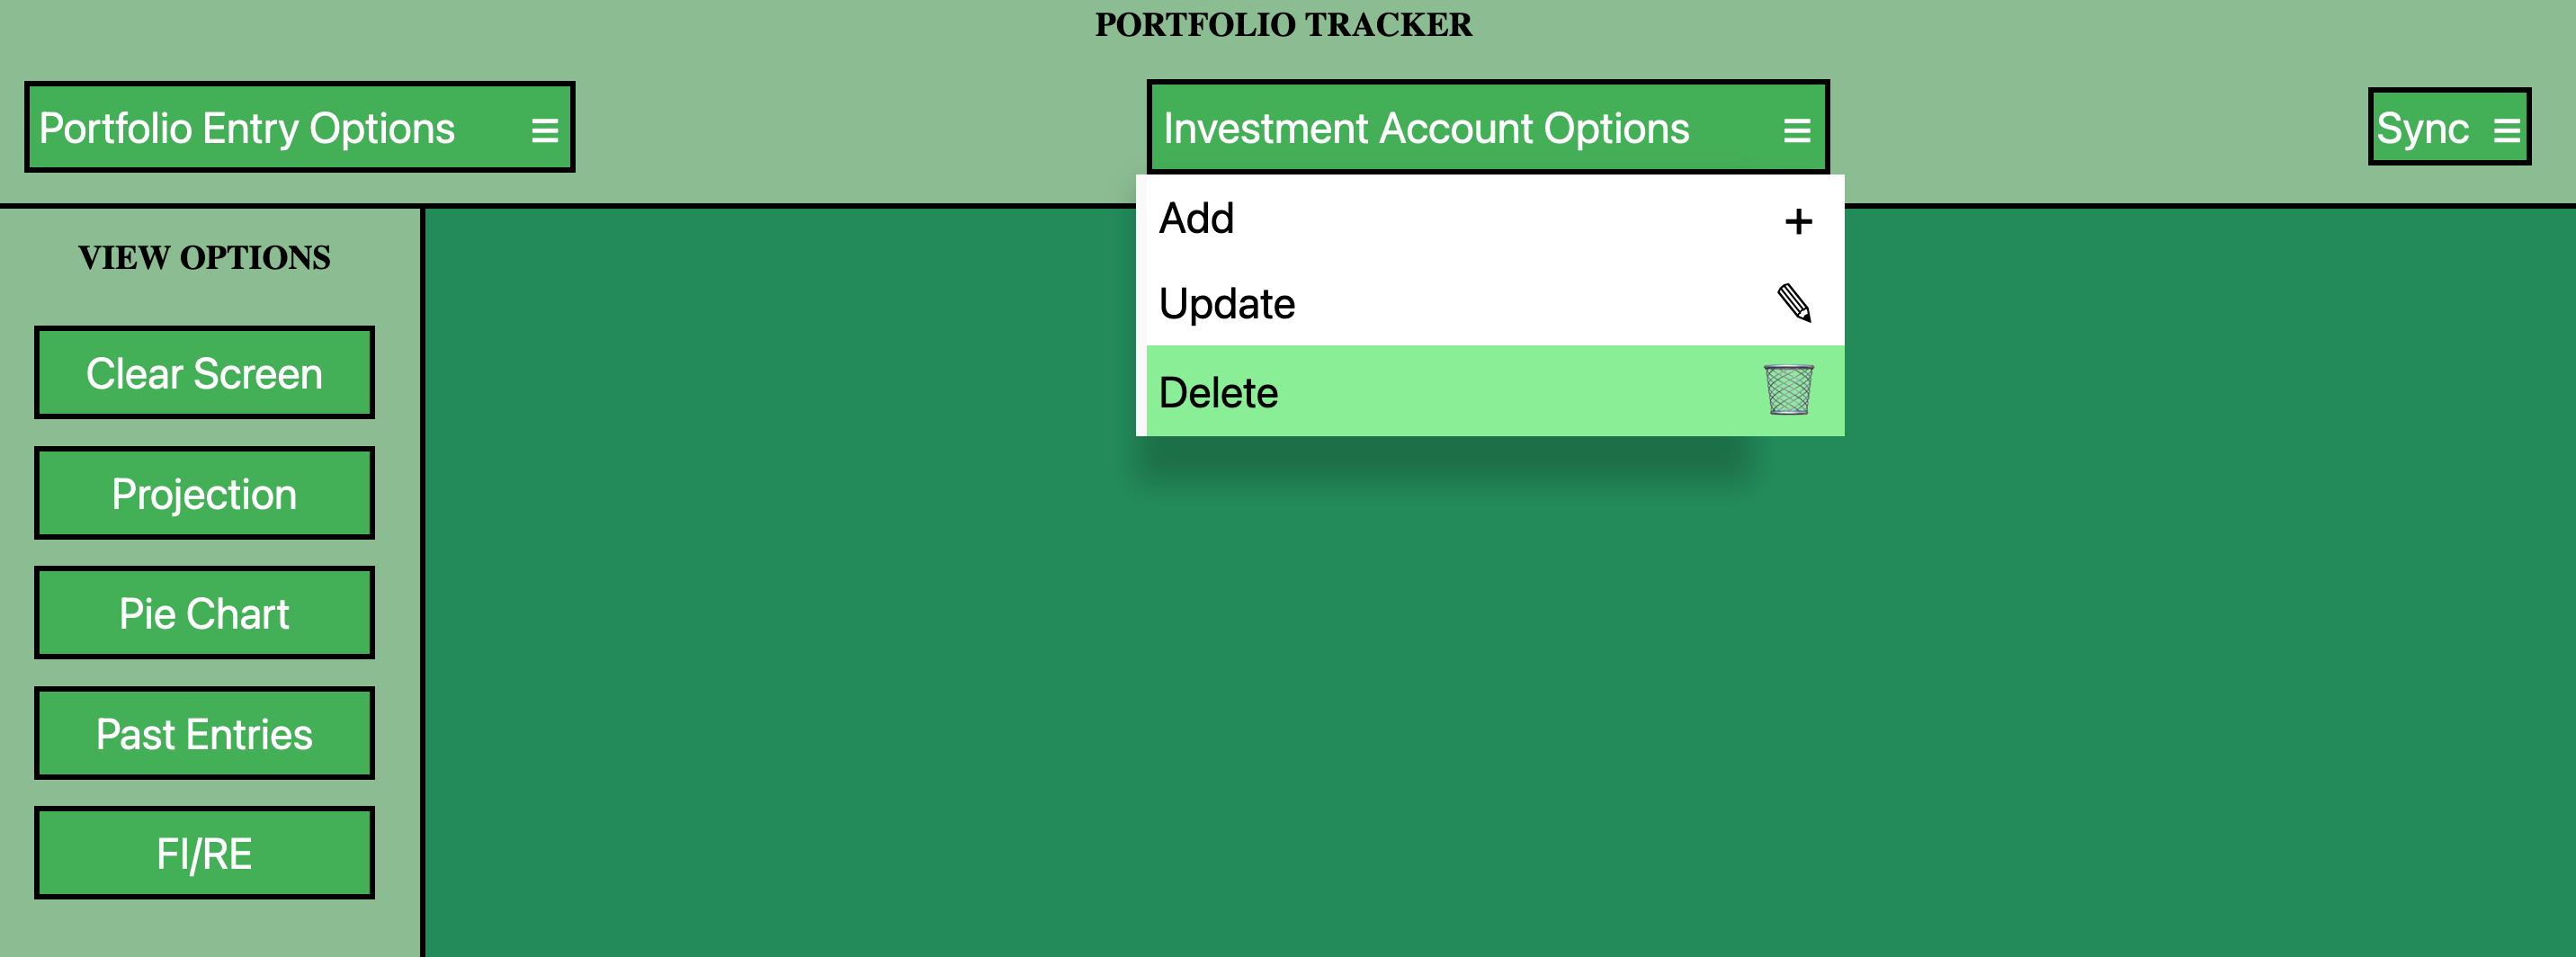 PORTFOLIO TRACKER
Portfolio Entry Options ☰
Investment Account Options ☰
Sync ☰
Add +
Update
Delete
VIEW OPTIONS
Clear Screen
Projection
Pie Chart
Past Entries
FI/RE